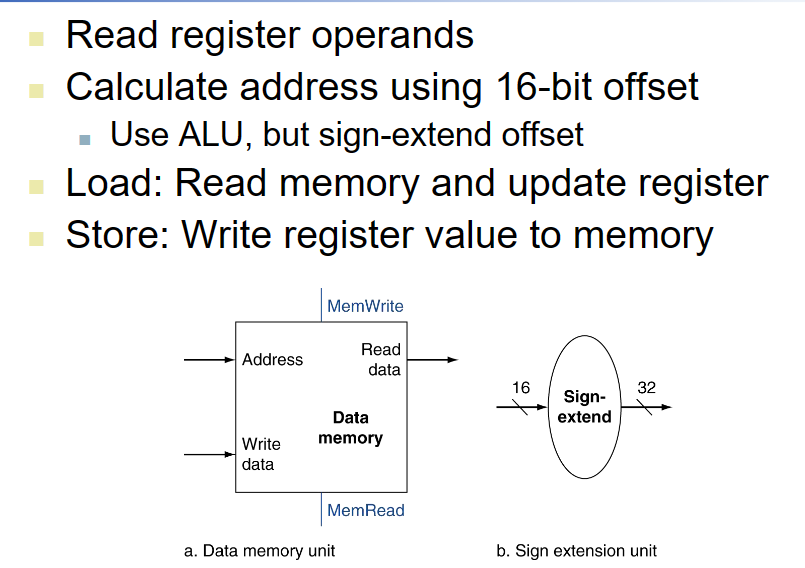 Read register operands
Calculate address using 16-bit offset
Use ALU, but sign-extend offset
Load: Read memory and update register
Store: Write register value to memory
MemWrite
Address
Read
data
Data
memory
Write
data
MemRead
16
Sign-
extend
32
a. Data memory unit
b. Sign extension unit